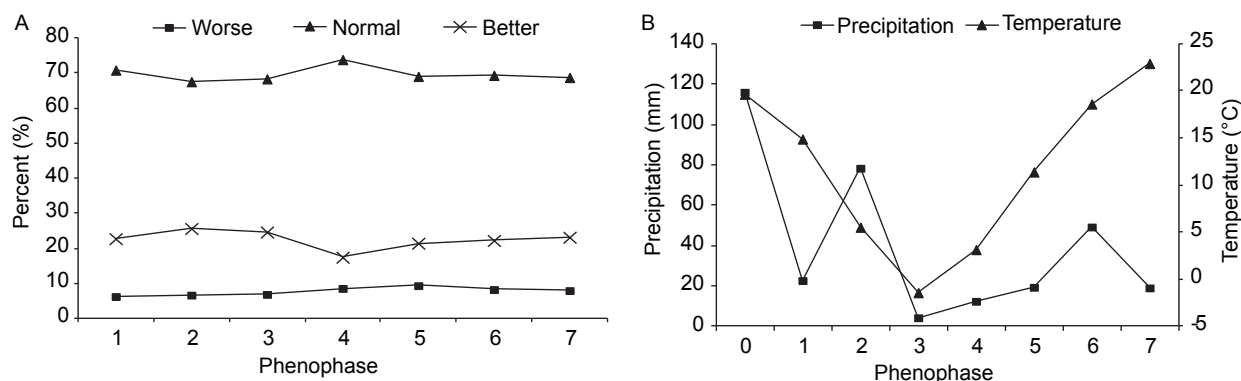 A
Worse Normal Better
80
70
60
50
40
30
20
10
0
Percent (%)
1 2 3 4 5 6 7
Phenophase
B
Precipitation Temperature
140
120
100
80
60
40
20
0
Precipitation (mm)
25
20
15
10
5
0
-5
Temperature (°C)
0 1 2 3 4 5 6 7
Phenophase